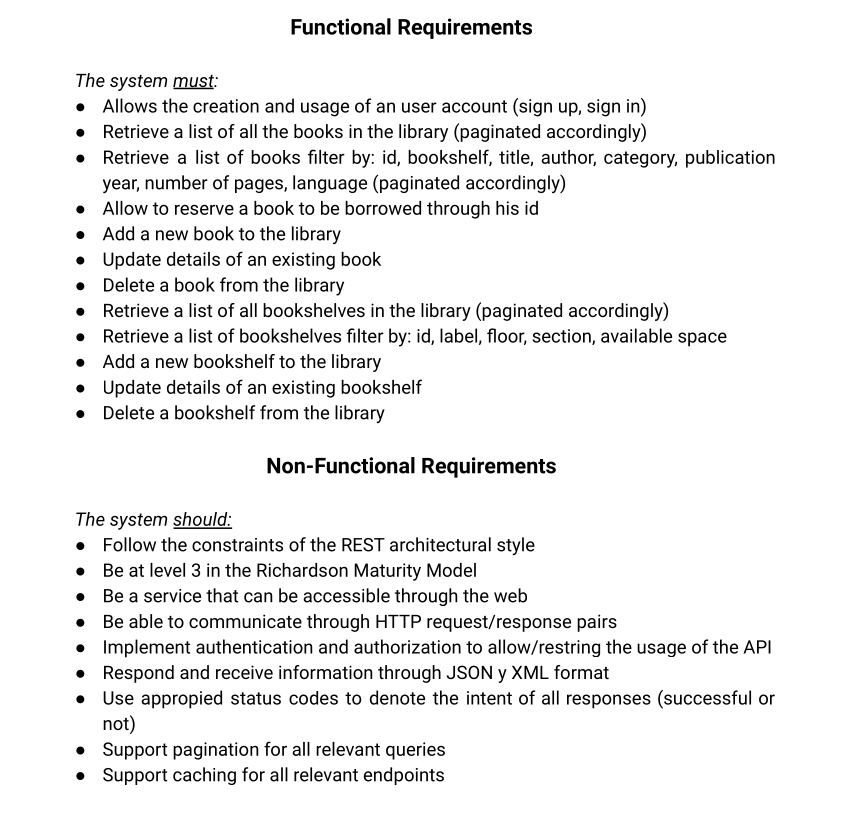 Functional Requirements
The system must:
● Allows the creation and usage of an user account (sign up, sign in)
● Retrieve a list of all the books in the library (paginated accordingly)
● Retrieve a list of books filter by: id, bookshelf, title, author, category, publication
year, number of pages, language (paginated accordingly)
● Allow to reserve a book to be borrowed through his id
● Add a new book to the library
● Update details of an existing book
● Delete a book from the library
● Retrieve a list of all bookshelves in the library (paginated accordingly)
● Retrieve a list of bookshelves filter by: id, label, floor, section, available space
● Add a new bookshelf to the library
● Update details of an existing bookshelf
● Delete a bookshelf from the library
Non-Functional Requirements
The system should:
● Follow the constraints of the REST architectural style
● Be at level 3 in the Richardson Maturity Model
● Be a service that can be accessible through the web
● Be able to communicate through HTTP request/response pairs
● Implement authentication and authorization to allow/restring the usage of the API
● Respond and receive information through JSON y XML format
● Use appropied status codes to denote the intent of all responses (successful or
not)
● Support pagination for all relevant queries
● Support caching for all relevant endpoints